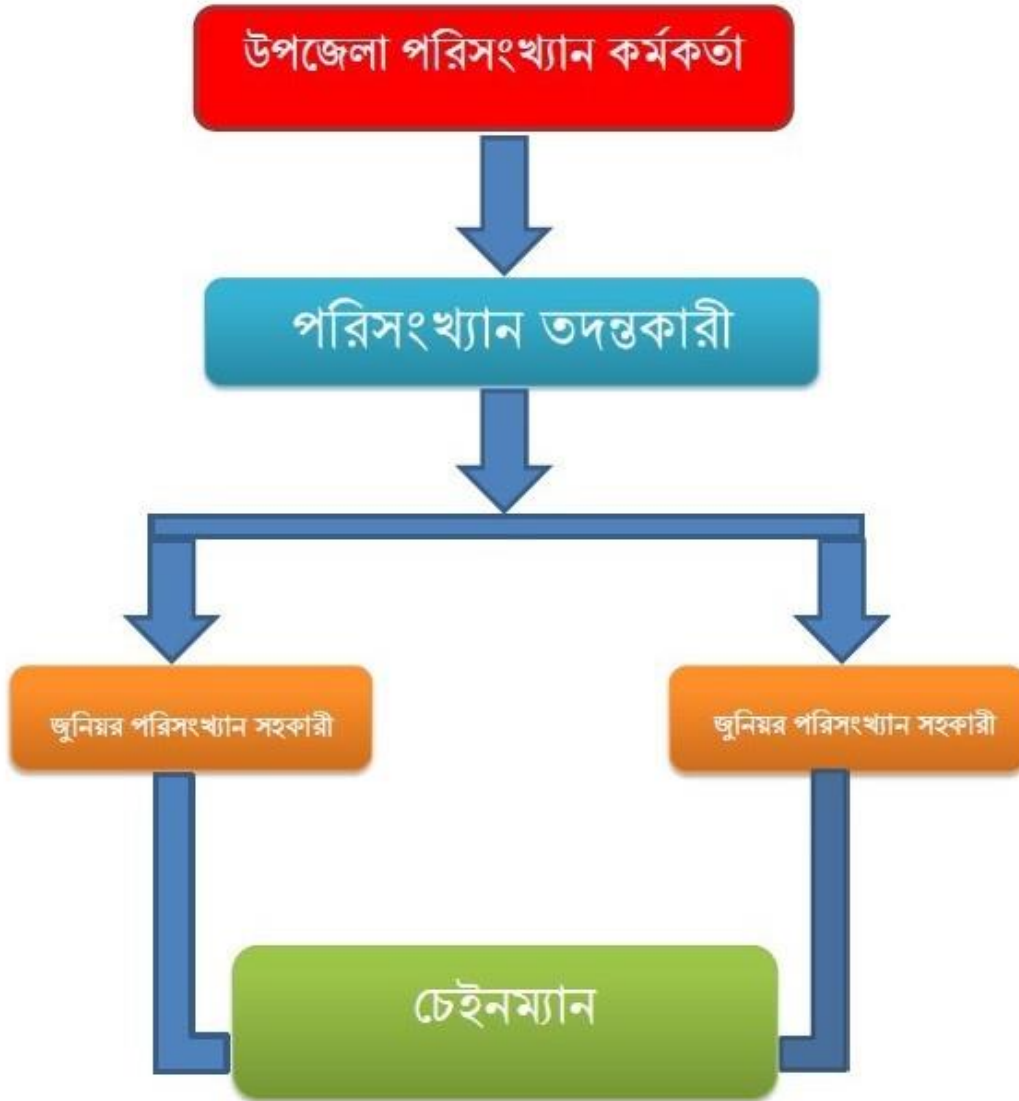 উপজেলা পরিসংখ্যান কর্মকর্তা
পরিসংখ্যান তদন্তকারী
জুনিয়র পরিসংখ্যান সহকারী
জুনিয়র পরিসংখ্যান সহকারী
চেইনম্যান